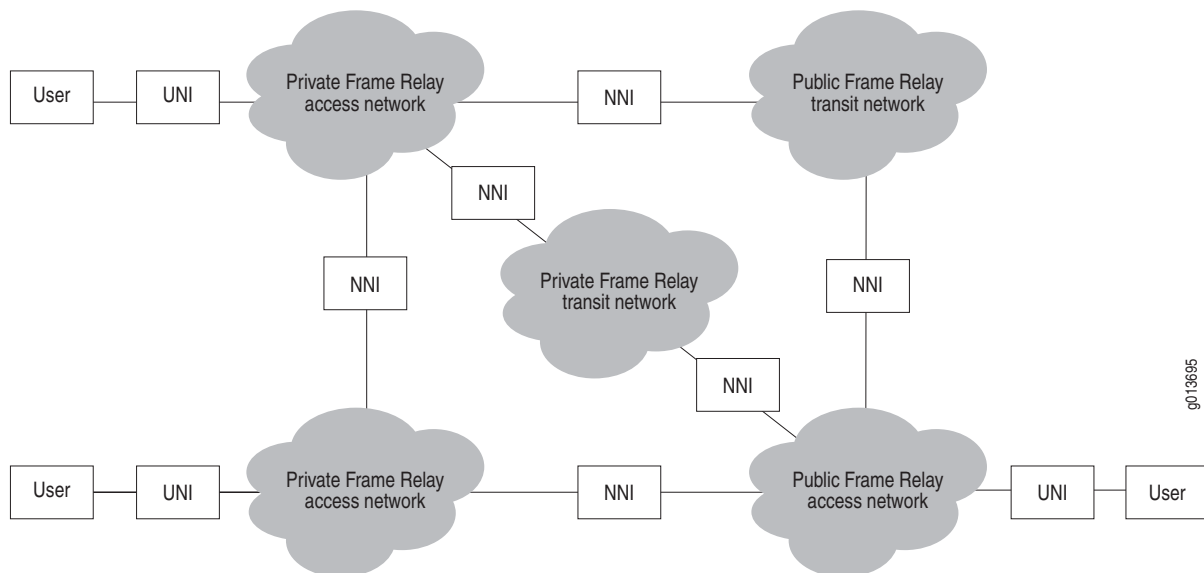 User
UNI
Private Frame Relay
access network
NNI
Public Frame Relay
transit network
NNI
NNI
Private Frame Relay
transit network
NNI
NNI
g013695
User
UNI
Private Frame Relay
access network
NNI
Public Frame Relay
access network
UNI
User